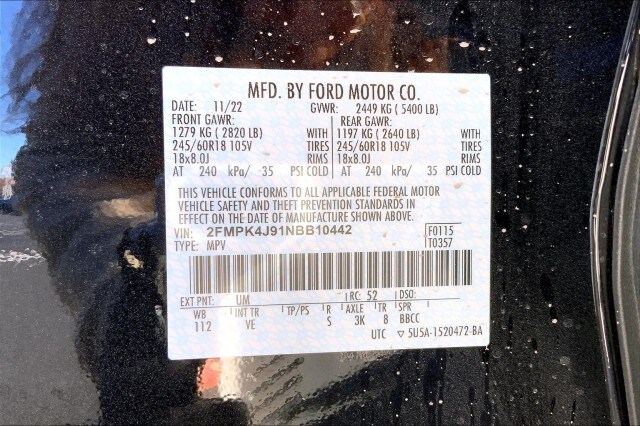 MFD. BY FORD MOTOR CO.
DATE: 11/22 GVWR: 2449 KG ( 5400 LB)
FRONT GAWR: REAR GAWR:
1279 KG ( 2820 LB) WITH 1197 KG ( 2640 LB) WITH
245/60R18 105V TIRES 245/60R18 105V TIRES
18x8.0J RIMS 18x8.0J RIMS
AT 240 kPa/ 35 PSI COLD AT 240 kPa/ 35 PSI COLD
THIS VEHICLE CONFORMS TO ALL APPLICABLE FEDERAL MOTOR
VEHICLE SAFETY AND THEFT PREVENTION STANDARDS IN
EFFECT ON THE DATE OF MANUFACTURE SHOWN ABOVE.
VIN: 2FMPK4J91NBB10442 F0115
TYPE: MPV T0357
EXT PNT: UM RC: 52 DSO:
WB INT TR TP/PS R AXLE TR SPR
112 VE S 3K 8 BBCC
UTC ▽ 5U5A-1520472-BA